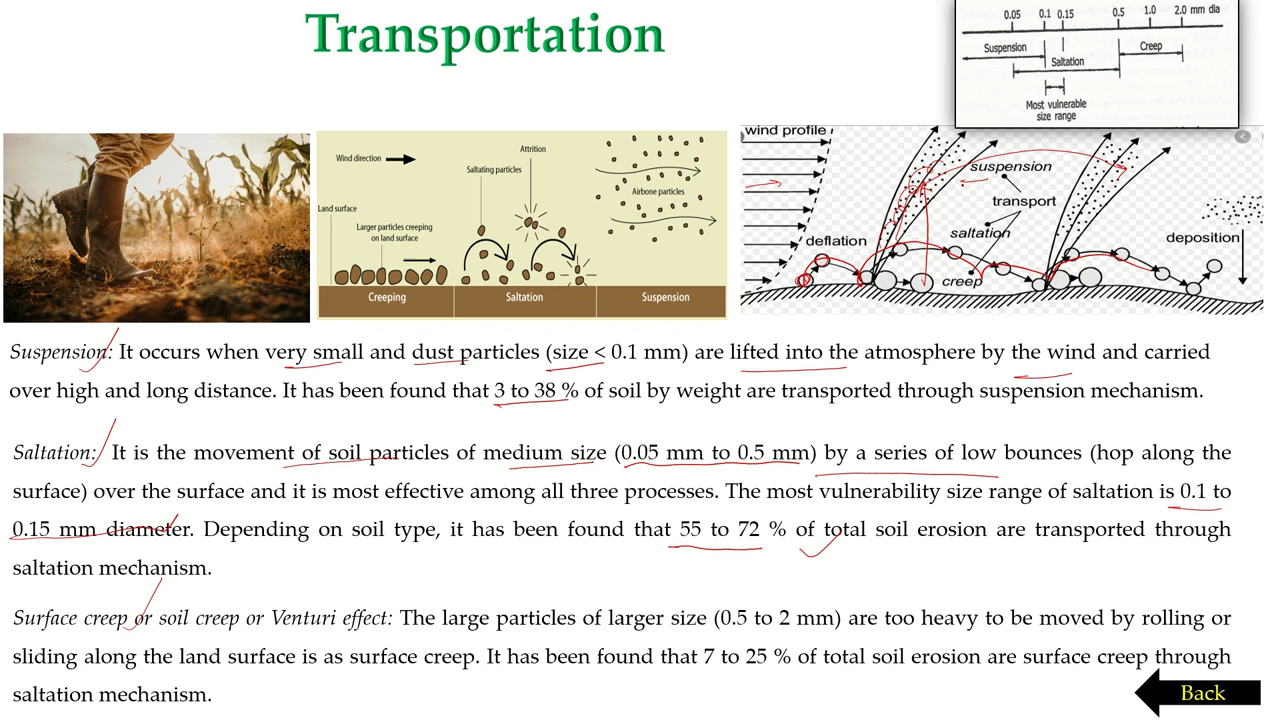 Transportation
0.05 0.1 0.15 0.5 1.0 2.0 mm dia
Suspension
Creep
Saltation
Most vulnerable
size range
Wind direction
Attrition
Saltating particles
Airbone particles
Land surface
Larger particles creeping
on land surface
Creeping
Saltation
Suspension
wind profile
suspension
transport
saltation
deflation
deposition
creep
Suspension: It occurs when very small and dust particles (size < 0.1 mm) are lifted into the atmosphere by the wind and carried
over high and long distance. It has been found that 3 to 38 % of soil by weight are transported through suspension mechanism.
Saltation: It is the movement of soil particles of medium size (0.05 mm to 0.5 mm) by a series of low bounces (hop along the
surface) over the surface and it is most effective among all three processes. The most vulnerability size range of saltation is 0.1 to
0.15 mm diameter. Depending on soil type, it has been found that 55 to 72 % of total soil erosion are transported through
saltation mechanism.
Surface creep or soil creep or Venturi effect: The large particles of larger size (0.5 to 2 mm) are too heavy to be moved by rolling or
sliding along the land surface is as surface creep. It has been found that 7 to 25 % of total soil erosion are surface creep through
saltation mechanism.
Back